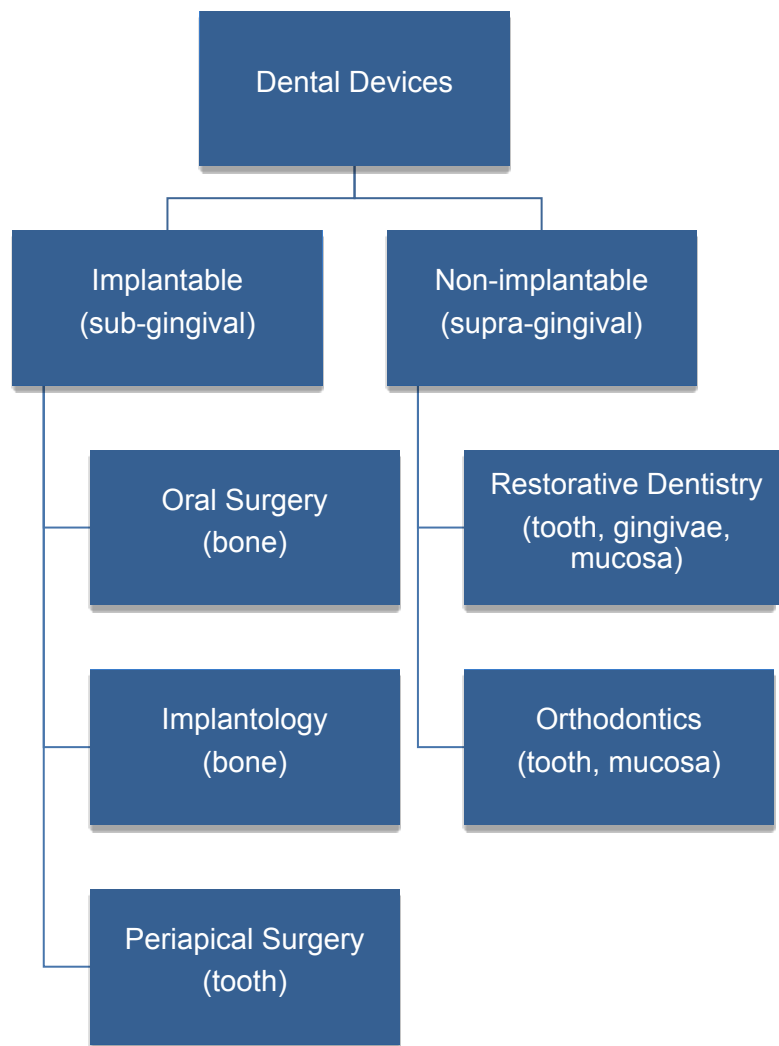 Dental Devices
Implantable
(sub-gingival)
Non-implantable
(supra-gingival)
Oral Surgery
(bone)
Implantology
(bone)
Periapical Surgery
(tooth)
Restorative Dentistry
(tooth, gingivae,
mucosa)
Orthodontics
(tooth, mucosa)